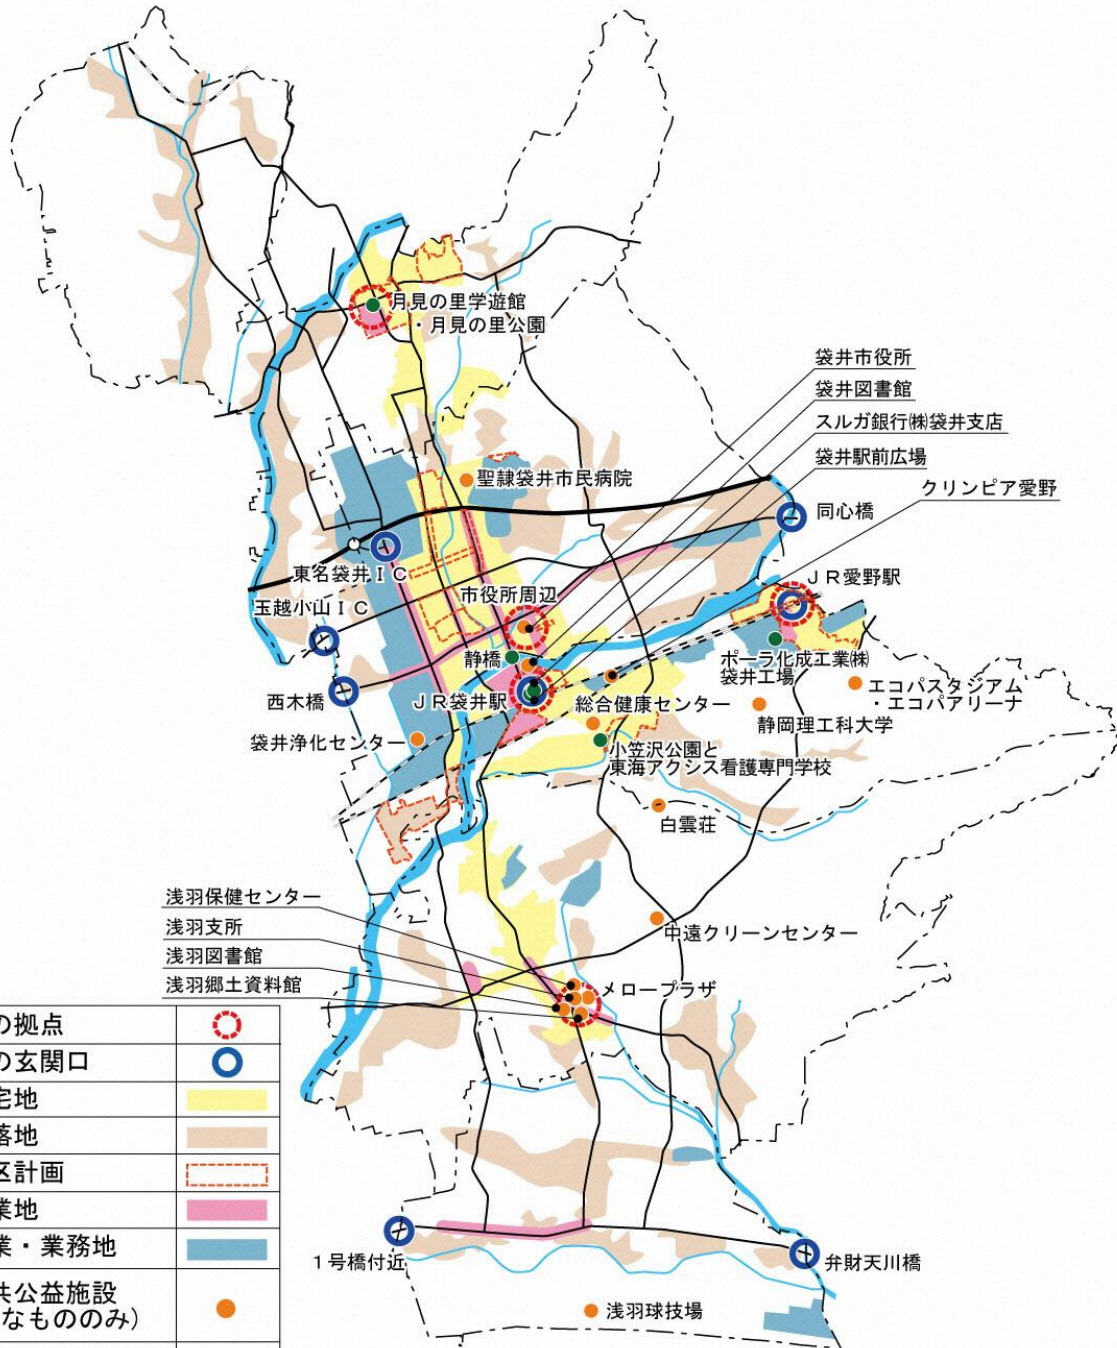 月見の里学遊館
・月見の里公園
袋井市役所
袋井図書館
スルガ銀行㈱袋井支店
袋井駅前広場
クリンピア愛野
聖隷袋井市民病院
同心橋
東名袋井ＩＣ
ＪＲ愛野駅
玉越小山ＩＣ
市役所周辺
静橋
ポーラ化成工業㈱
袋井工場
西木橋
ＪＲ袋井駅
総合健康センター
エコパスタジアム
・エコパアリーナ
静岡理工科大学
袋井浄化センター
小笠沢公園と
東海アクシス看護専門学校
白雲荘
浅羽保健センター
浅羽支所
浅羽図書館
浅羽郷土資料館
中遠クリーンセンター
メロープラザ
の拠点
の玄関口
宅地
落地
区計画
業地
業・業務地
共公益施設
なもののみ）
１号橋付近
弁財天川橋
浅羽球技場